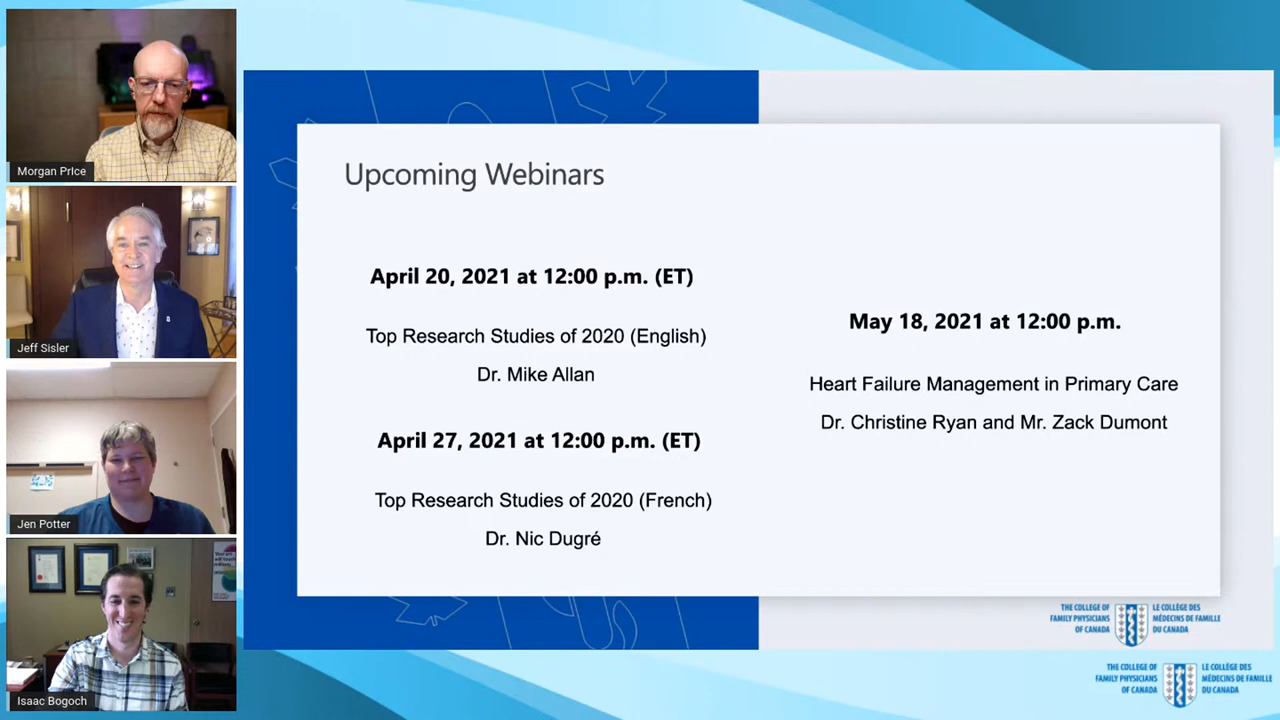 Morgan PrIce
Jeff Sisler
Jen Potter
Isaac Bogoch
Upcoming Webinars
April 20, 2021 at 12:00 p.m. (ET)
Top Research Studies of 2020 (English)
Dr. Mike Allan
April 27, 2021 at 12:00 p.m. (ET)
Top Research Studies of 2020 (French)
Dr. Nic Dugré
May 18, 2021 at 12:00 p.m.
Heart Failure Management in Primary Care
Dr. Christine Ryan and Mr. Zack Dumont
THE COLLEGE OF
FAMILY PHYSICIANS
OF CANADA
LE COLLÈGE DES
MÉDECINS DE FAMILLE
DU CANADA
THE COLLEGE OF
FAMILY PHYSICIANS
OF CANADA
LE COLLÈGE DES
MÉDECINS DE FAMILLE
DU CANADA